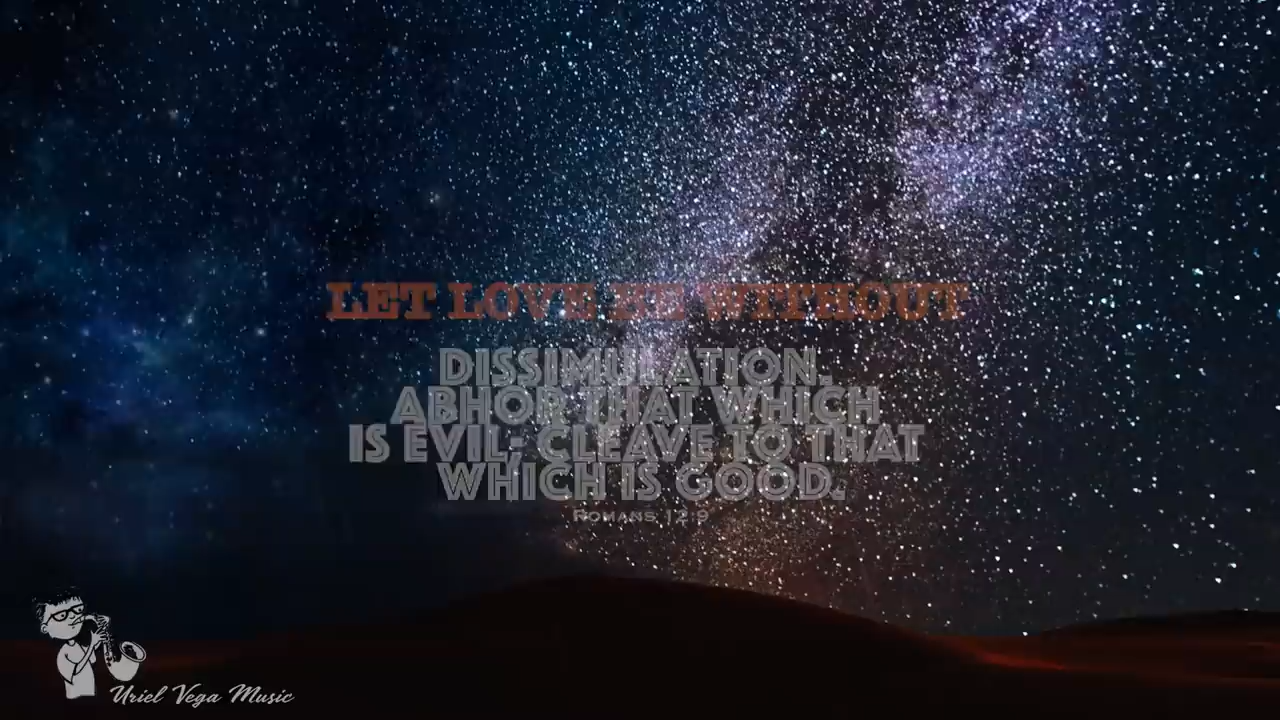 LET LOVE BE WITHOUT
DISSIMULATION.
ABHOR THAT WHICH
IS EVIL; CLEAVE TO THAT
WHICH IS GOOD.
Romans 12:9
Uriel Vega Music